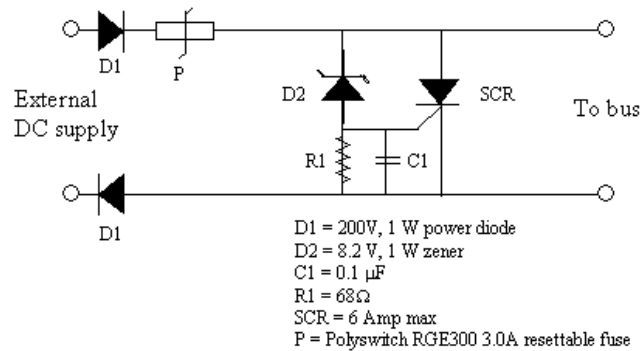 D1
P
D2
SCR
External
DC supply
To bus
R1
C1
D1
D1 = 200V, 1 W power diode
D2 = 8.2 V, 1 W zener
C1 = 0.1 μF
R1 = 68Ω
SCR = 6 Amp max
P = Polyswitch RGE300 3.0A resettable fuse